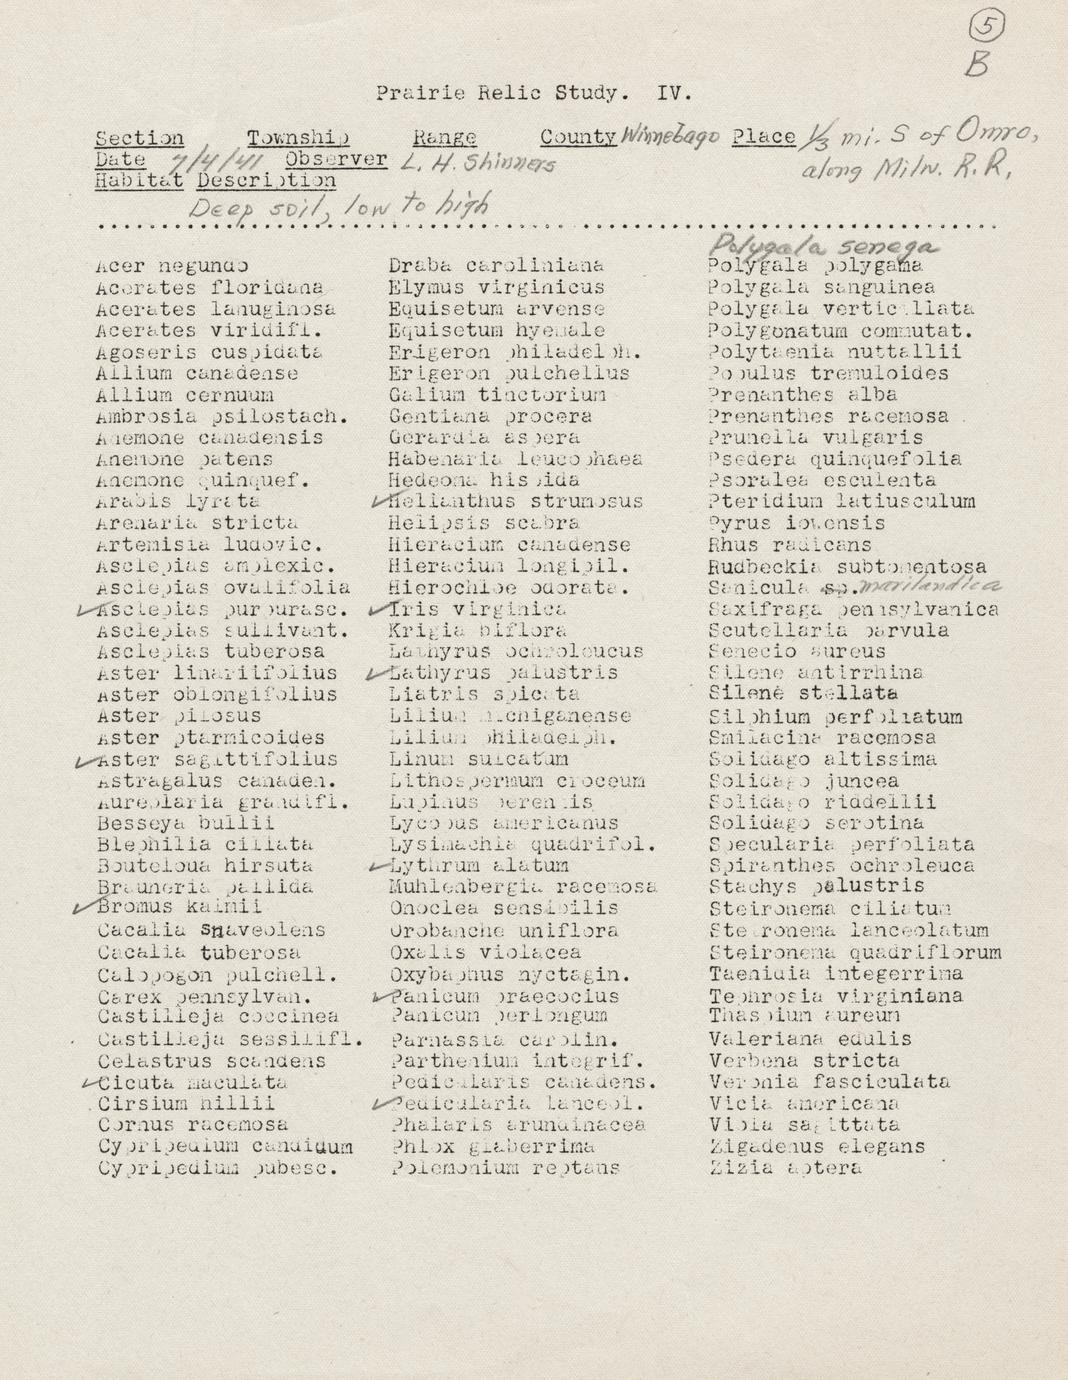 5
B
Prairie Relic Study. IV.
Section Township Range County Winnebago Place 1/3 mi. S of Omro,
Date 7/4/41 Observer L. H. Shinners along Milw. R.R.
Habitat Description
Deep soil, low to high
Polygala senega
Acer negundo Draba caroliniana Polygala polygama
Acerates floridana Elymus virginicus Polygala sanguinea
Acerates lanuginosa Equisetum arvense Polygala verticillata
Acerates viridifl. Equisetum hyemale Polygonatum commutat.
Agoseris cuspidata Erigeron philadelph. Polytaenia nuttallii
Allium canadense Erigeron pulchellus Populus tremuloides
Allium cernuum Galium tinctorium Prenanthes alba
Ambrosia psilostach. Gentiana procera Prenanthes racemosa
Anemone canadensis Gerardia aspera Prunella vulgaris
Anemone patens Habenaria leucophaea Psedera quinquefolia
Anemone quinquef. Hedeoma hispida Psoralea esculenta
Arabis lyrata ✓Helianthus strumosus Pteridium latiusculum
Arenaria stricta Heliopsis scabra Pyrus iowensis
Artemisia ludovic. Hieracium canadense Rhus radicans
Asclepias amplexic. Hieracium longipil. Rudbeckia subtomentosa
Asclepias ovalifolia Hierochloe odorata. Sanicula sp. marilandica
✓Asclepias purpurasc. ✓Iris virginica Saxifraga pennsylvanica
Asclepias sullivant. Krigia biflora Scutellaria parvula
Asclepias tuberosa Lathyrus ochroleucus Senecio aureus
Aster linariifolius ✓Lathyrus palustris Silene antirrhina
Aster oblongifolius Liatris spicata Silene stellata
Aster pilosus Lilium michiganense Silphium perfoliatum
Aster ptarmicoides Lilium philadelph. Smilacina racemosa
✓Aster sagittifolius Linum sulcatum Solidago altissima
Astragalus canaden. Lithospermum croceum Solidago juncea
Aureolaria grandifl. Lupinus perennis Solidago riddellii
Besseya bullii Lycopus americanus Solidago serotina
Blephilia ciliata Lysimachia quadrifol. Specularia perfoliata
Bouteloua hirsuta ✓Lythrum alatum Spiranthes ochroleuca
Brauneria pallida Muhlenbergia racemosa Stachys palustris
✓Bromus kalmii Onoclea sensibilis Steironema ciliatum
Cacalia suaveolens Orobanche uniflora Steironema lanceolatum
Cacalia tuberosa Oxalis violacea Steironema quadriflorum
Calopogon pulchell. Oxybaphus nyctagin. Taenidia integerrima
Carex pennsylvan. ✓Panicum praecocius Tephrosia virginiana
Castilleja coccinea Panicum perlongum Thaspium aureum
Castilleja sessilifl. Parnassia carolin. Valeriana edulis
Celastrus scandens Parthenium integrif. Verbena stricta
✓Cicuta maculata Pedicularis canadens. Veronia fasciculata
Cirsium hillii ✓Pedicularia lanceol. Vicia americana
Cornus racemosa Phalaris arundinacea Viola sagittata
Cypripedium candidum Phlox glaberrima Zigadenus elegans
Cypripedium pubesc. Polemonium reptans Zizia aptera